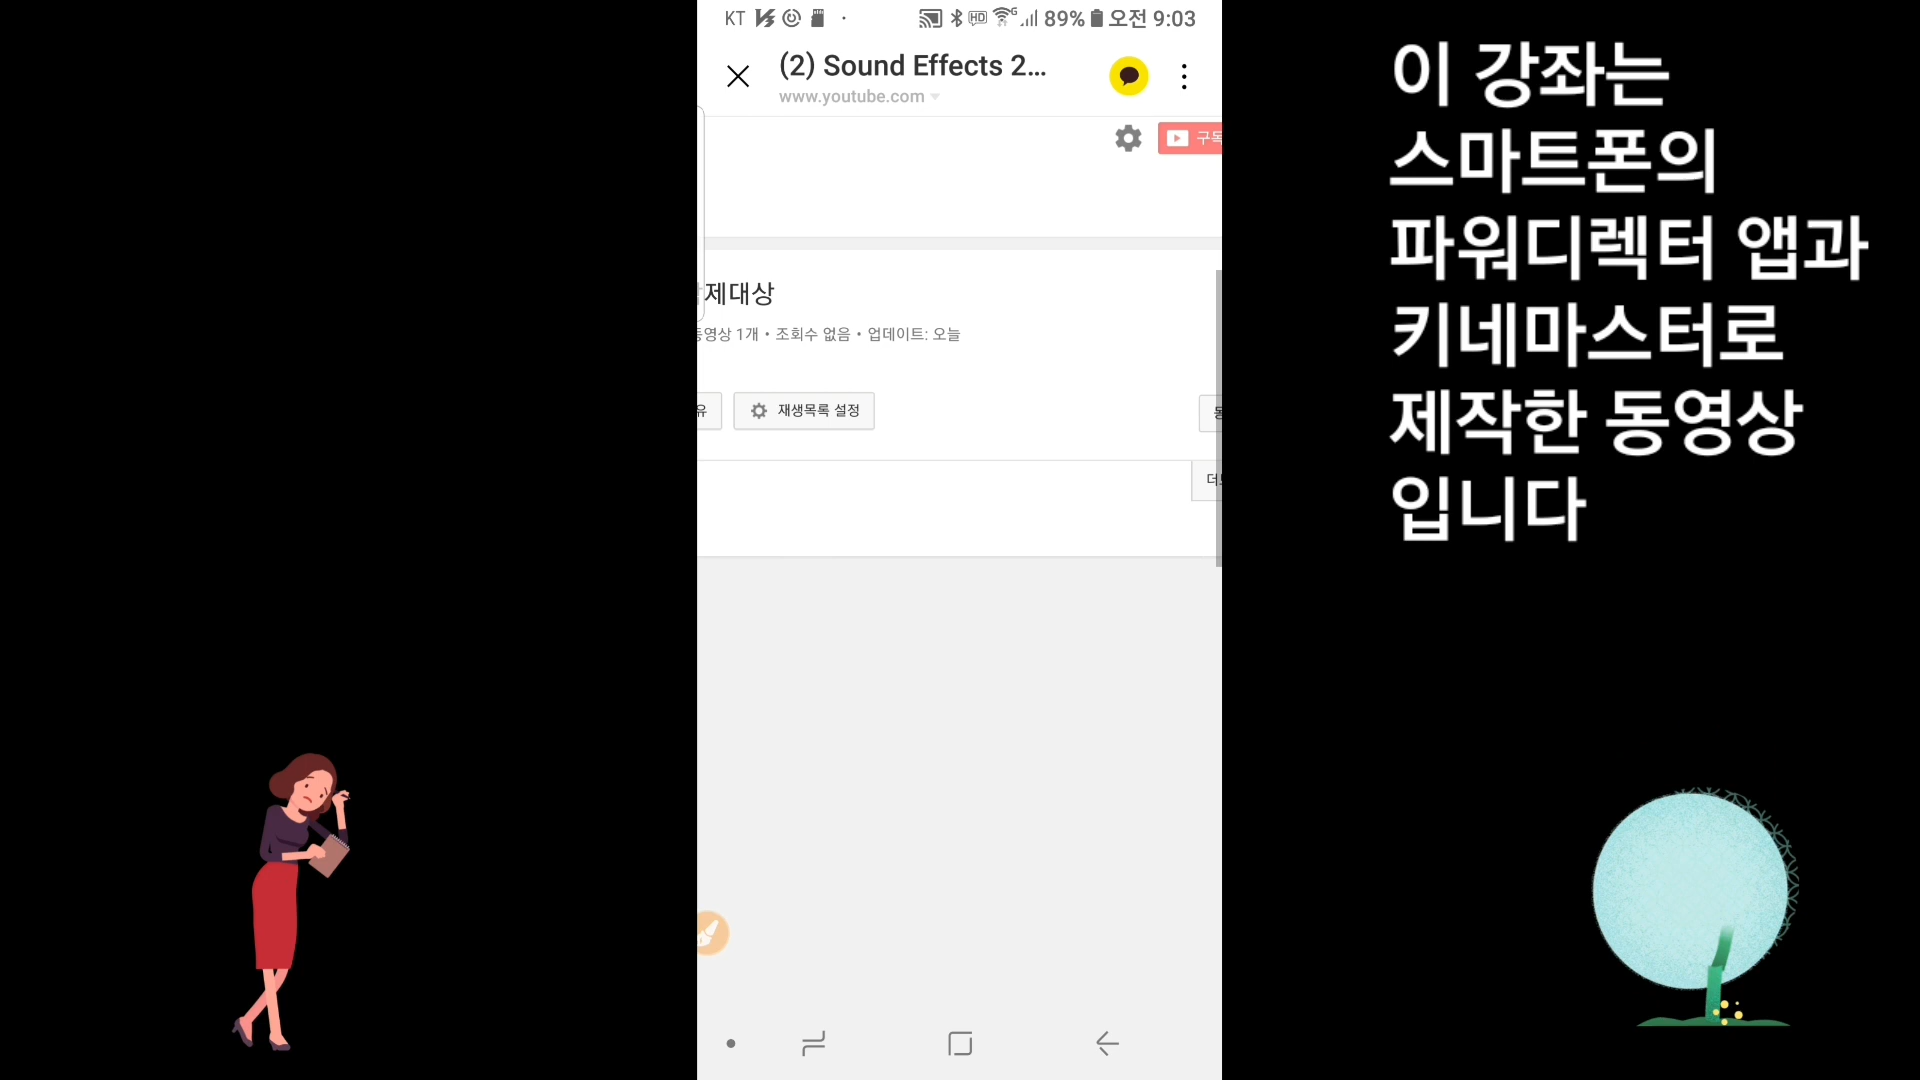 KT
HD
89%
오전 9:03
(2) Sound Effects 2...
www.youtube.com
제대상
동영상 1개 • 조회수 없음 • 업데이트: 오늘
유
재생목록 설정
이 강좌는
스마트폰의
파워디렉터 앱과
키네마스터로
제작한 동영상
입니다